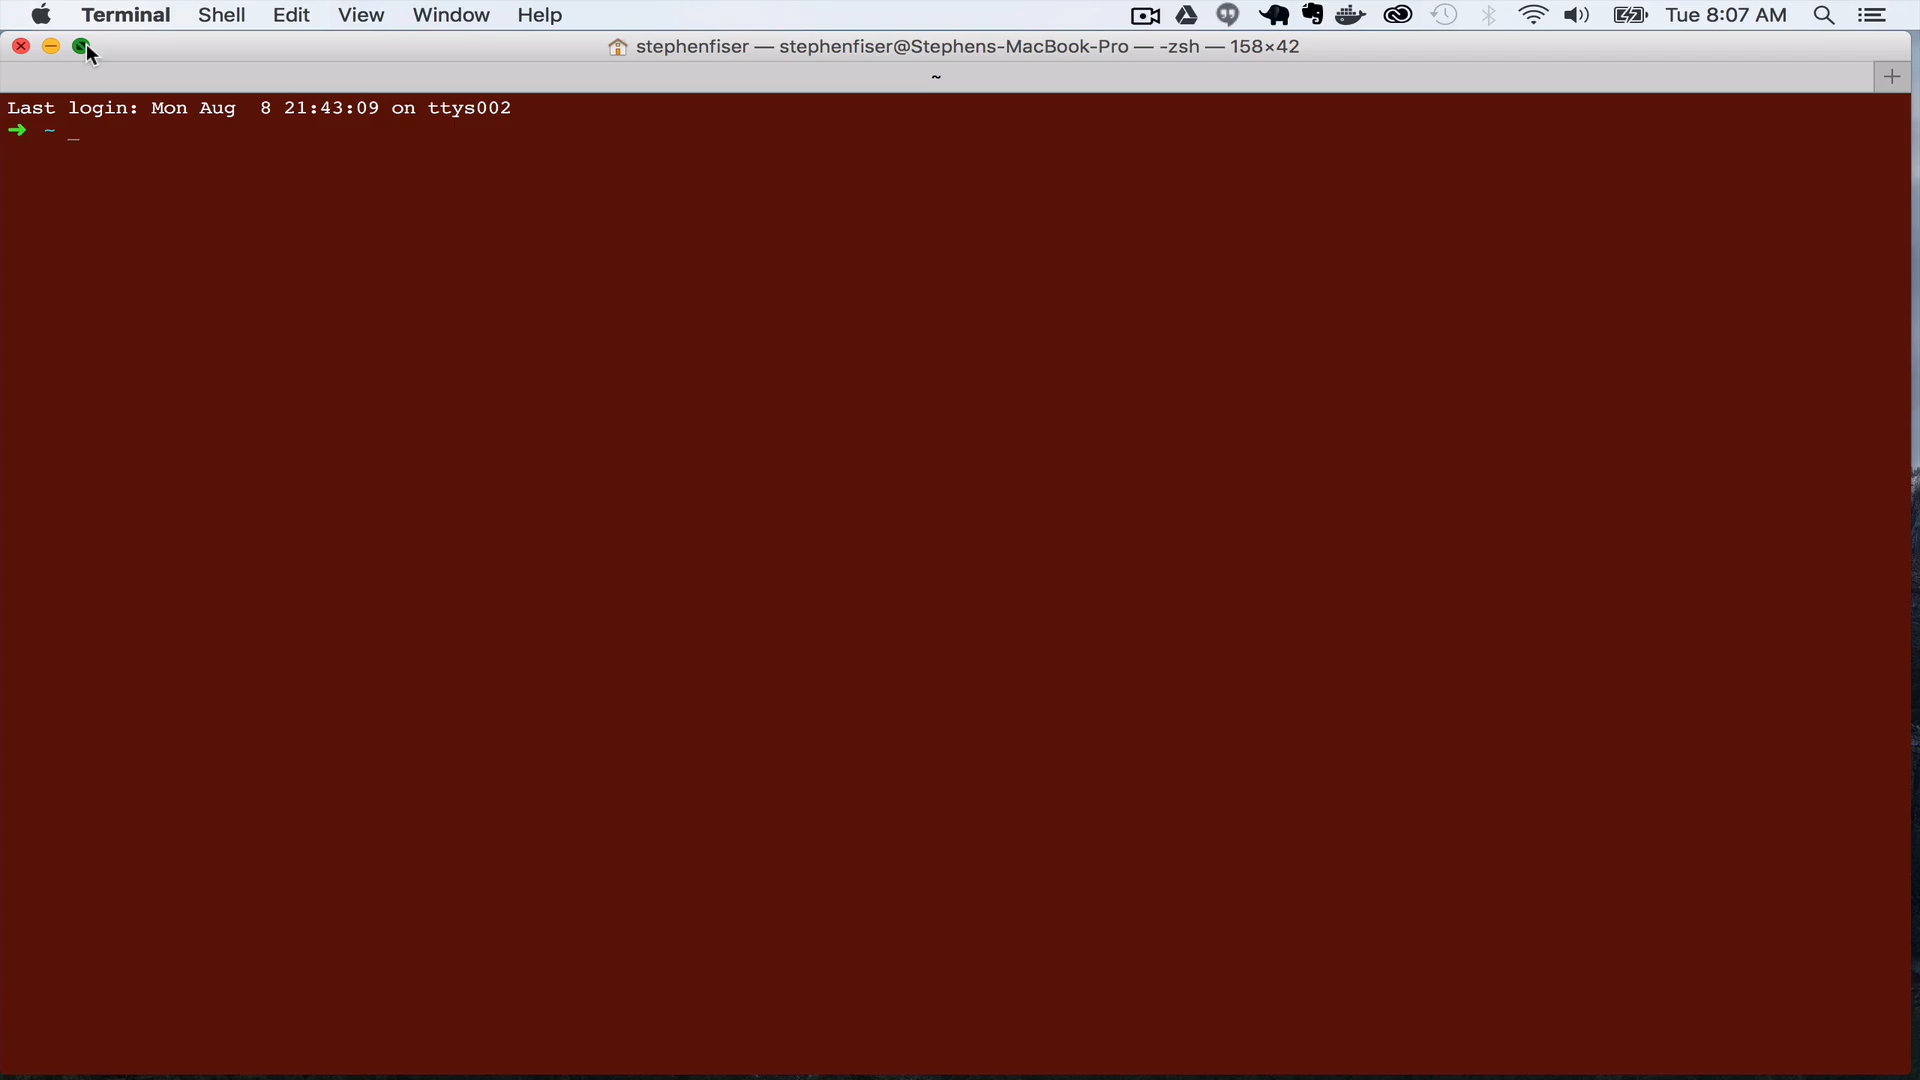 Terminal Shell Edit View Window Help Tue 8:07 AM
stephenfiser — stephenfiser@Stephens-MacBook-Pro — -zsh — 158×42
~
Last login: Mon Aug  8 21:43:09 on ttys002
➜  ~ _